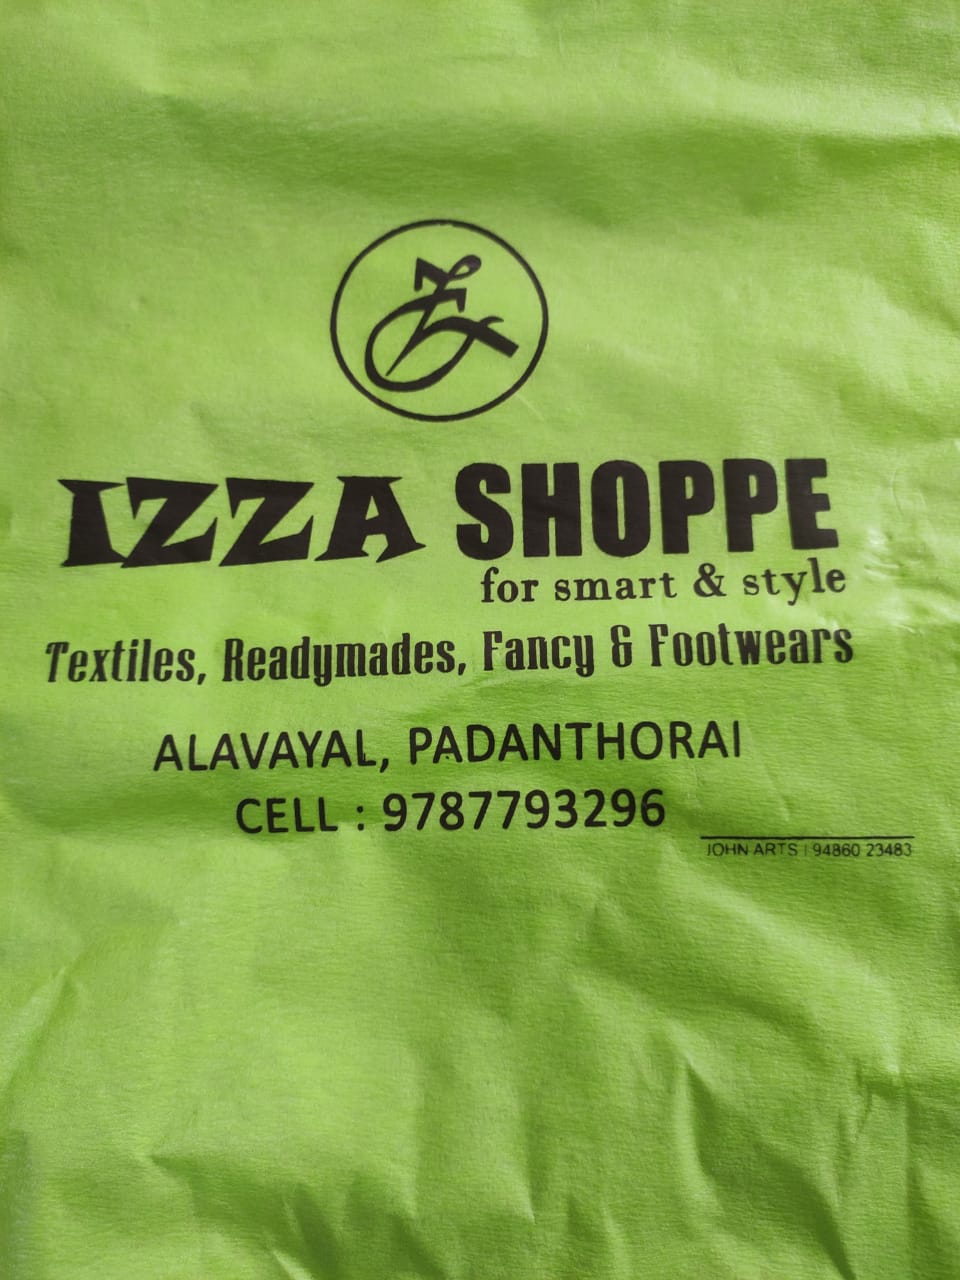 IZZA SHOPPE
for smart & style
Textiles, Readymades, Fancy & Footwears
ALAVAYAL, PADANTHORAI
CELL : 9787793296
JOHN ARTS | 94860 23483